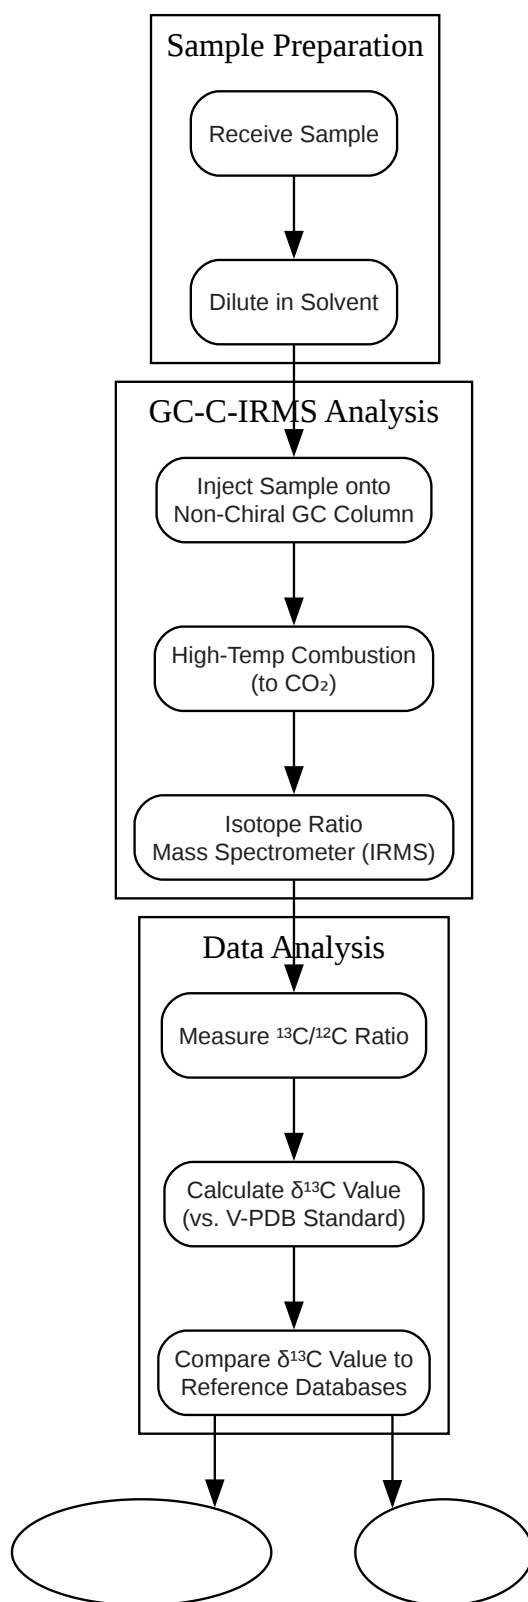 Sample Preparation
Receive Sample
Dilute in Solvent
GC-C-IRMS Analysis
Inject Sample onto
Non-Chiral GC Column
High-Temp Combustion
(to CO₂)
Isotope Ratio
Mass Spectrometer (IRMS)
Data Analysis
Measure ¹³C/¹²C Ratio
Calculate δ¹³C Value
(vs. V-PDB Standard)
Compare δ¹³C Value to
Reference Databases